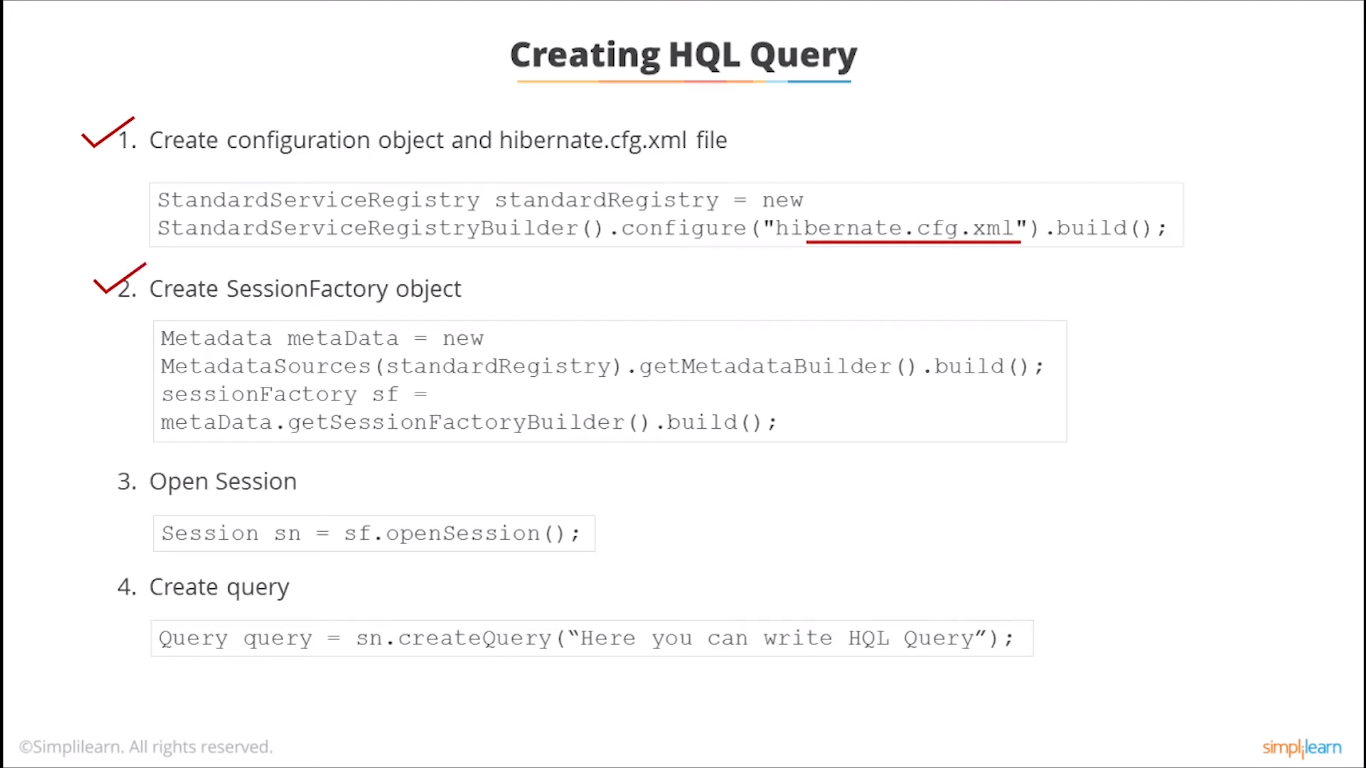 Creating HQL Query
1. Create configuration object and hibernate.cfg.xml file
StandardServiceRegistry standardRegistry = new
StandardServiceRegistryBuilder().configure("hibernate.cfg.xml").build();
2. Create SessionFactory object
Metadata metaData = new
MetadataSources(standardRegistry).getMetadataBuilder().build();
sessionFactory sf =
metaData.getSessionFactoryBuilder().build();
3. Open Session
Session sn = sf.openSession();
4. Create query
Query query = sn.createQuery(“Here you can write HQL Query”);
©Simplilearn. All rights reserved.
simplilearn